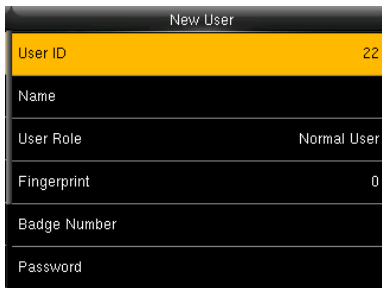 New User
User ID 22
Name
User Role Normal User
Fingerprint 0
Badge Number
Password